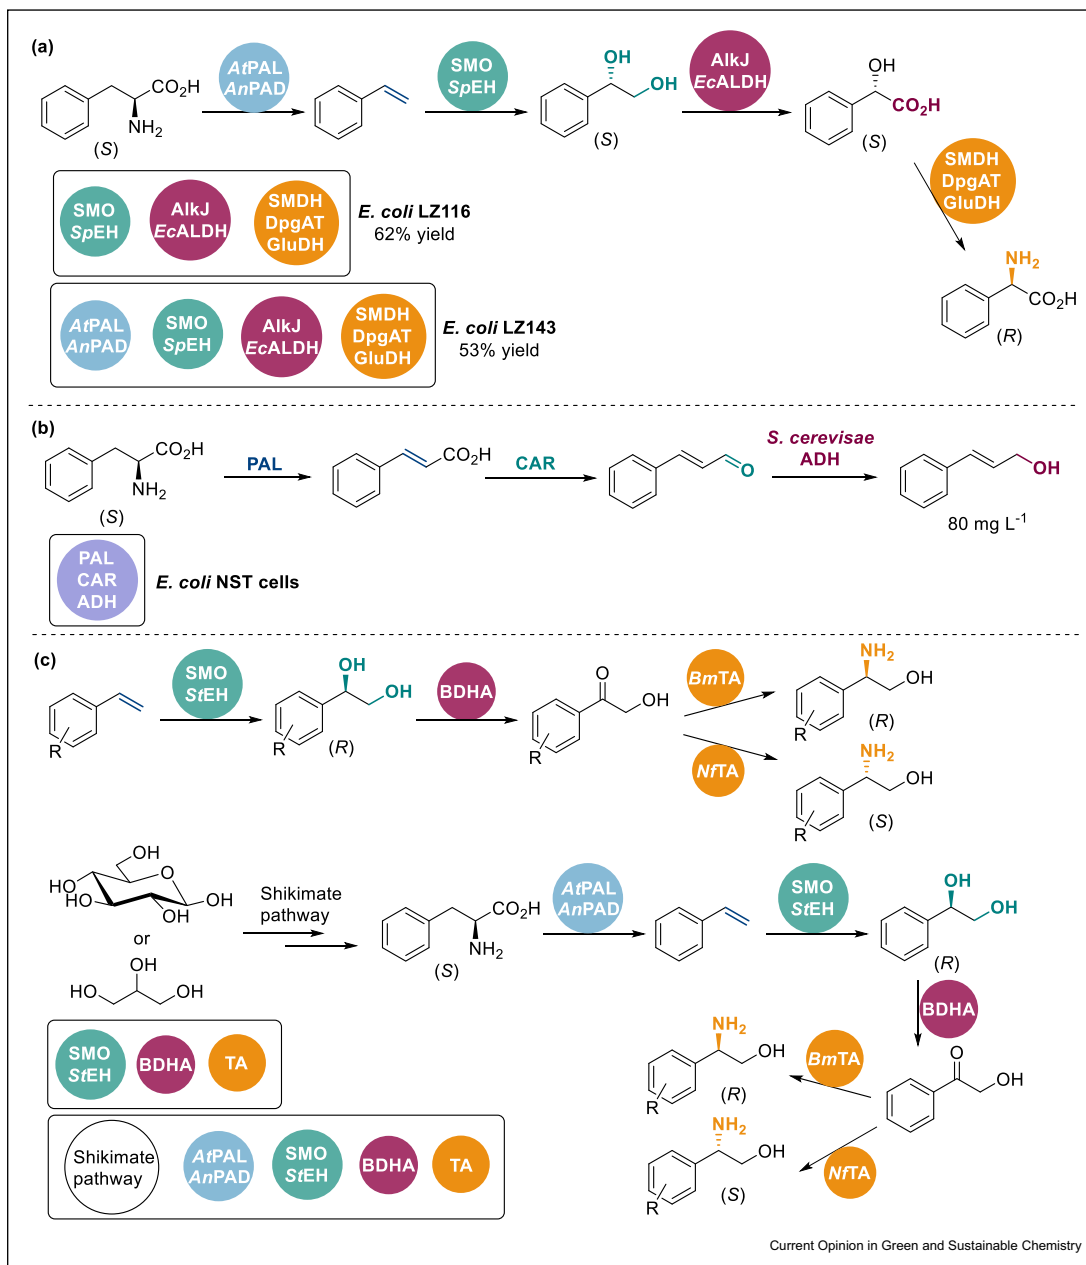 (a)
CO₂H
NH₂
(S)
AtPAL
AnPAD
SMO
SpEH
OH
OH
(S)
AlkJ
EcALDH
OH
CO₂H
(S)
SMDH
DpgAT
GluDH
NH₂
CO₂H
(R)
SMO
SpEH
AlkJ
EcALDH
SMDH
DpgAT
GluDH
E. coli LZ116
62% yield
AtPAL
AnPAD
SMO
SpEH
AlkJ
EcALDH
SMDH
DpgAT
GluDH
E. coli LZ143
53% yield
(b)
CO₂H
NH₂
(S)
PAL
CO₂H
CAR
O
S. cerevisae
ADH
OH
80 mg L⁻¹
PAL
CAR
ADH
E. coli NST cells
(c)
R
SMO
StEH
OH
OH
R
(R)
BDHA
O
OH
R
BmTA
NfTA
NH₂
OH
R
(R)
NH₂
OH
R
(S)
OH
O
HO
HO
OH
OH
or
OH
HO
OH
Shikimate
pathway
CO₂H
NH₂
(S)
AtPAL
AnPAD
SMO
StEH
OH
OH
(R)
BDHA
O
OH
BmTA
NfTA
NH₂
OH
R
(R)
NH₂
OH
R
(S)
SMO
StEH
BDHA
TA
Shikimate
pathway
AtPAL
AnPAD
SMO
StEH
BDHA
TA
Current Opinion in Green and Sustainable Chemistry